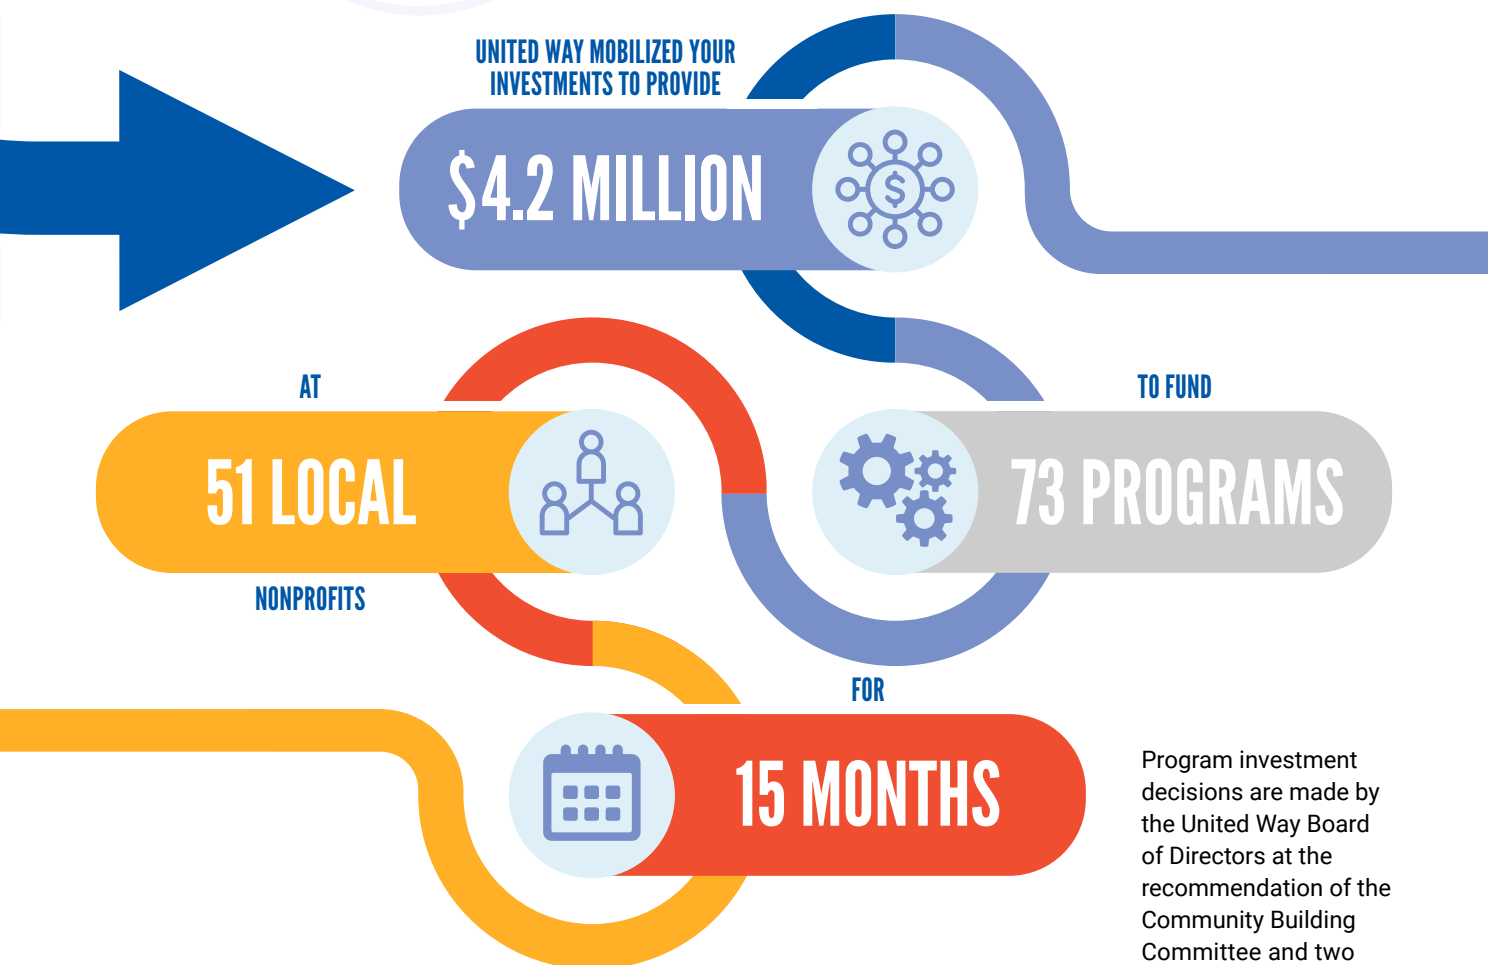 UNITED WAY MOBILIZED YOUR
INVESTMENTS TO PROVIDE
$4.2 MILLION
$
TO FUND
73 PROGRAMS
AT
51 LOCAL
NONPROFITS
FOR
15 MONTHS
Program investment
decisions are made by
the United Way Board
of Directors at the
recommendation of the
Community Building
Committee and two